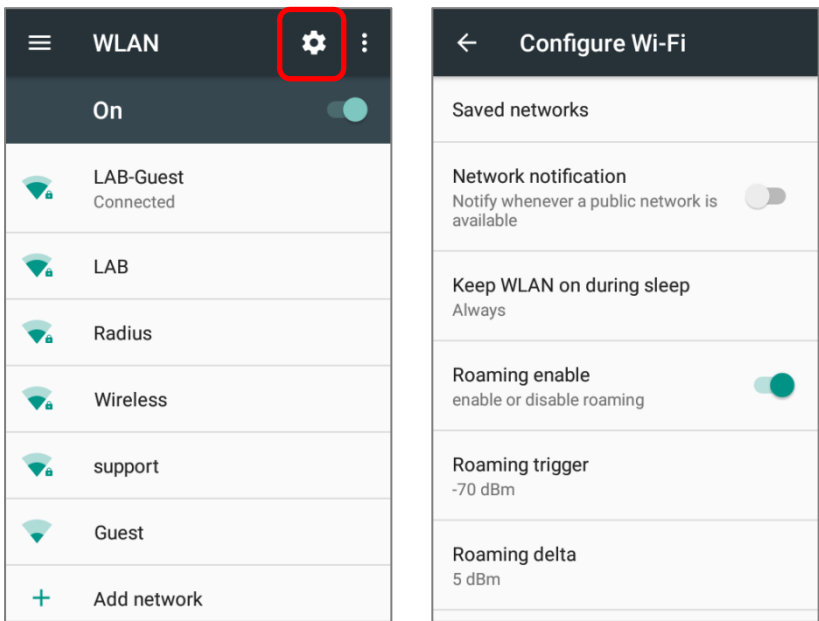 WLAN
On
LAB-Guest
Connected
LAB
Radius
Wireless
support
Guest
Add network
Configure Wi-Fi
Saved networks
Network notification
Notify whenever a public network is
available
Keep WLAN on during sleep
Always
Roaming enable
enable or disable roaming
Roaming trigger
-70 dBm
Roaming delta
5 dBm